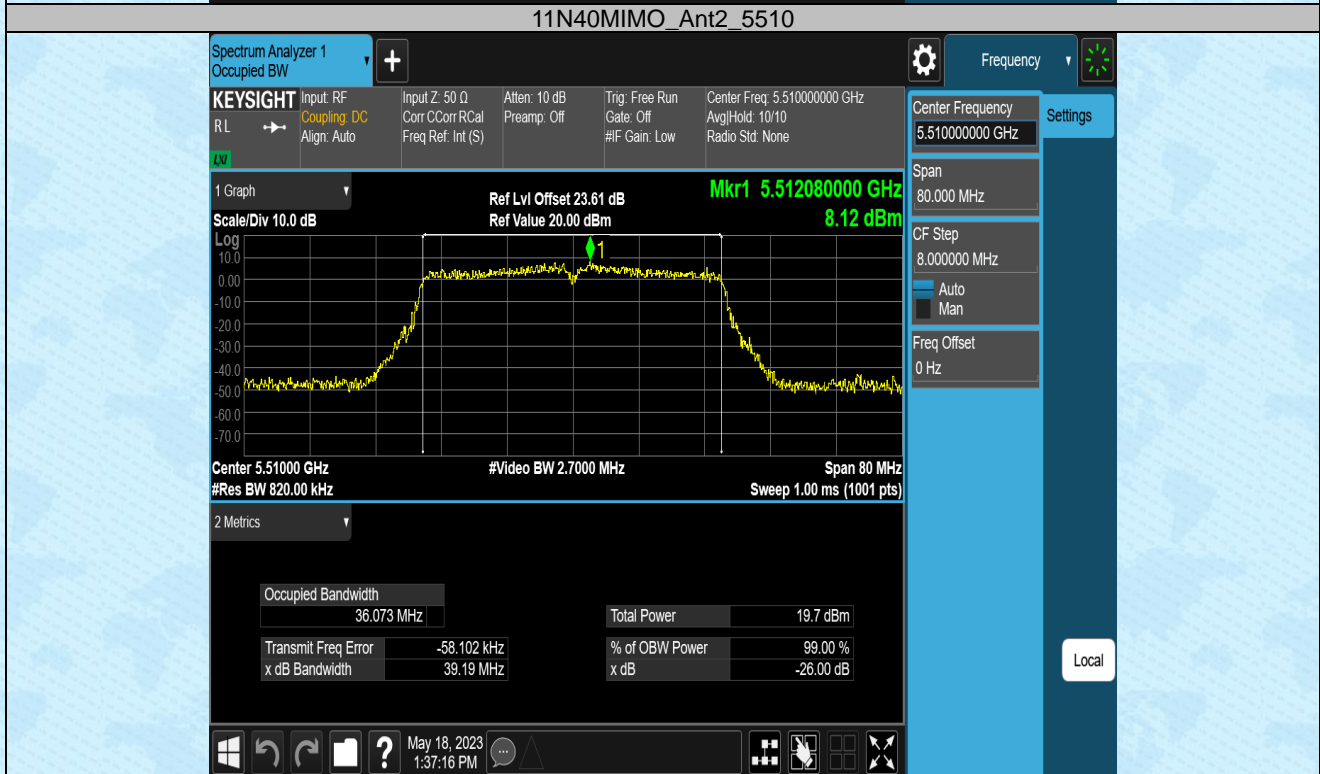 11N40MIMO_Ant2_5510
Spectrum Analyzer 1
Occupied BW
+
Frequency
KEYSIGHT
R L
LXI
Input: RF
Coupling: DC
Align: Auto
Input Z: 50 Ω
Corr CCorr RCal
Freq Ref: Int (S)
Atten: 10 dB
Preamp: Off
Trig: Free Run
Gate: Off
#IF Gain: Low
Center Freq: 5.510000000 GHz
Avg|Hold: 10/10
Radio Std: None
Center Frequency
5.510000000 GHz
Settings
Span
80.000 MHz
CF Step
8.000000 MHz
Auto
Man
Freq Offset
0 Hz
Local
1 Graph
Scale/Div 10.0 dB
Ref Lvl Offset 23.61 dB
Ref Value 20.00 dBm
Mkr1 5.512080000 GHz
8.12 dBm
Log
10.0
0.00
-10.0
-20.0
-30.0
-40.0
-50.0
-60.0
-70.0
1
Center 5.51000 GHz
#Res BW 820.00 kHz
#Video BW 2.7000 MHz
Span 80 MHz
Sweep 1.00 ms (1001 pts)
2 Metrics
Occupied Bandwidth
36.073 MHz
Total Power 19.7 dBm
Transmit Freq Error -58.102 kHz
% of OBW Power 99.00 %
x dB Bandwidth 39.19 MHz
x dB -26.00 dB
?
May 18, 2023
1:37:16 PM